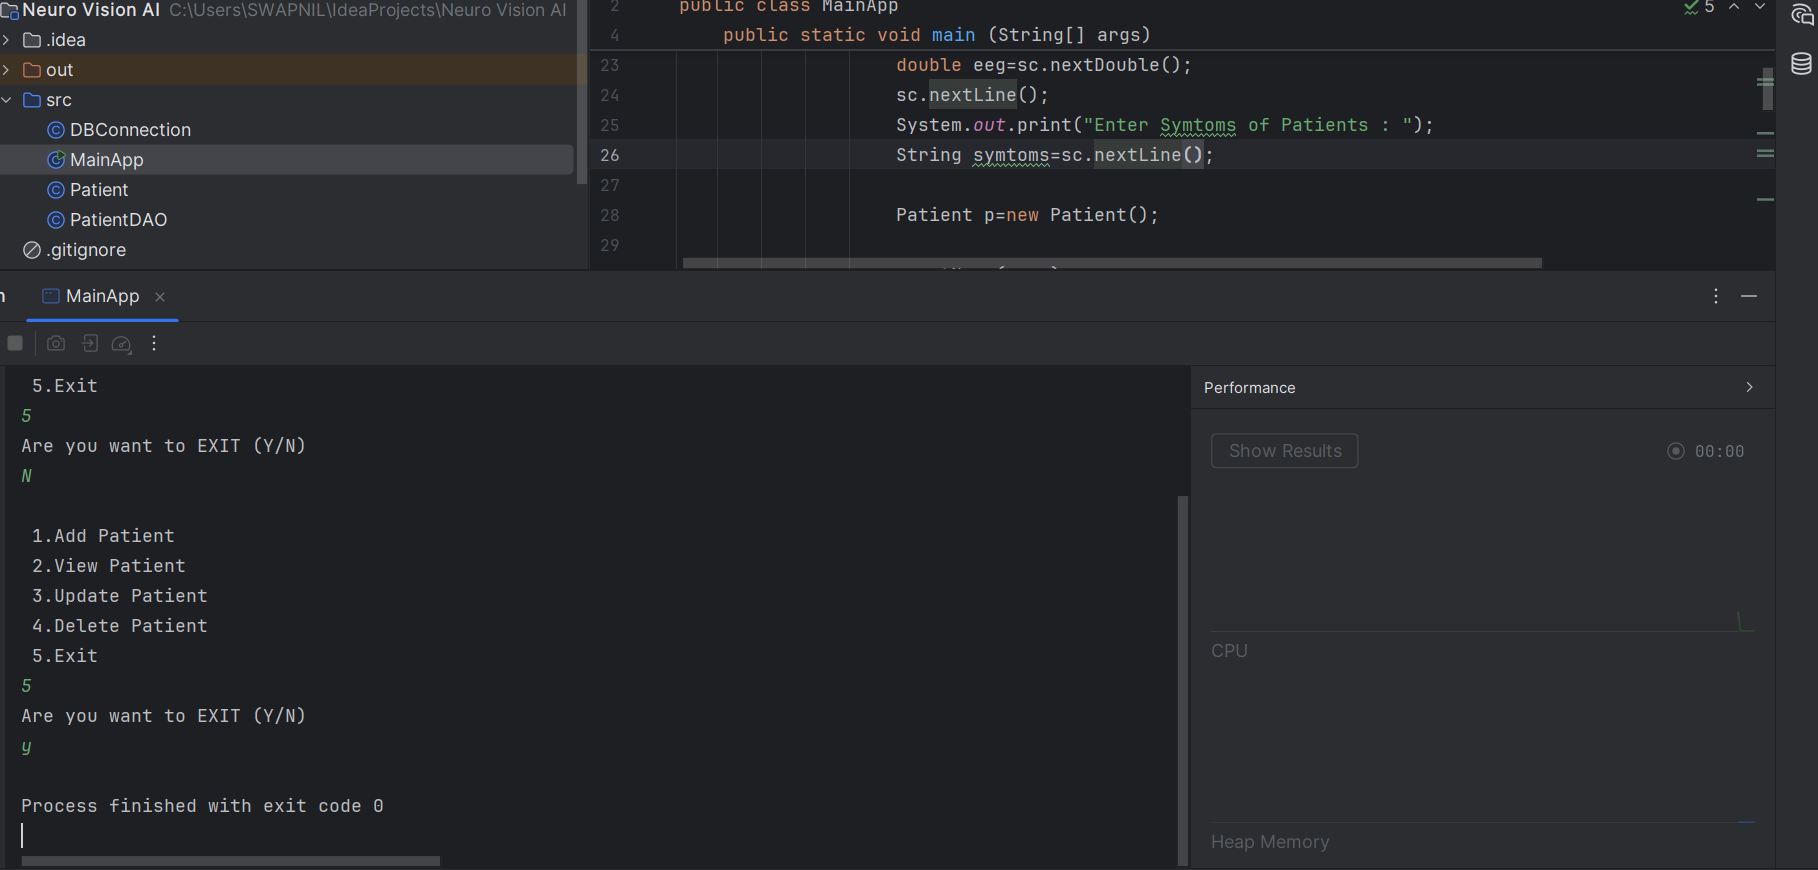 Neuro Vision AI C:\Users\SWAPNIL\IdeaProjects\Neuro Vision AI
.idea
out
src
DBConnection
MainApp
Patient
PatientDAO
.gitignore
2 public class MainApp
5
4 public static void main (String[] args)
23 double eeg=sc.nextDouble();
24 sc.nextLine();
25 System.out.print("Enter Symtoms of Patients : ");
26 String symtoms=sc.nextLine();
27
28 Patient p=new Patient();
29
MainApp
5.Exit
5
Are you want to EXIT (Y/N)
N
1.Add Patient
2.View Patient
3.Update Patient
4.Delete Patient
5.Exit
5
Are you want to EXIT (Y/N)
y
Process finished with exit code 0
Performance
Show Results 00:00
CPU
Heap Memory